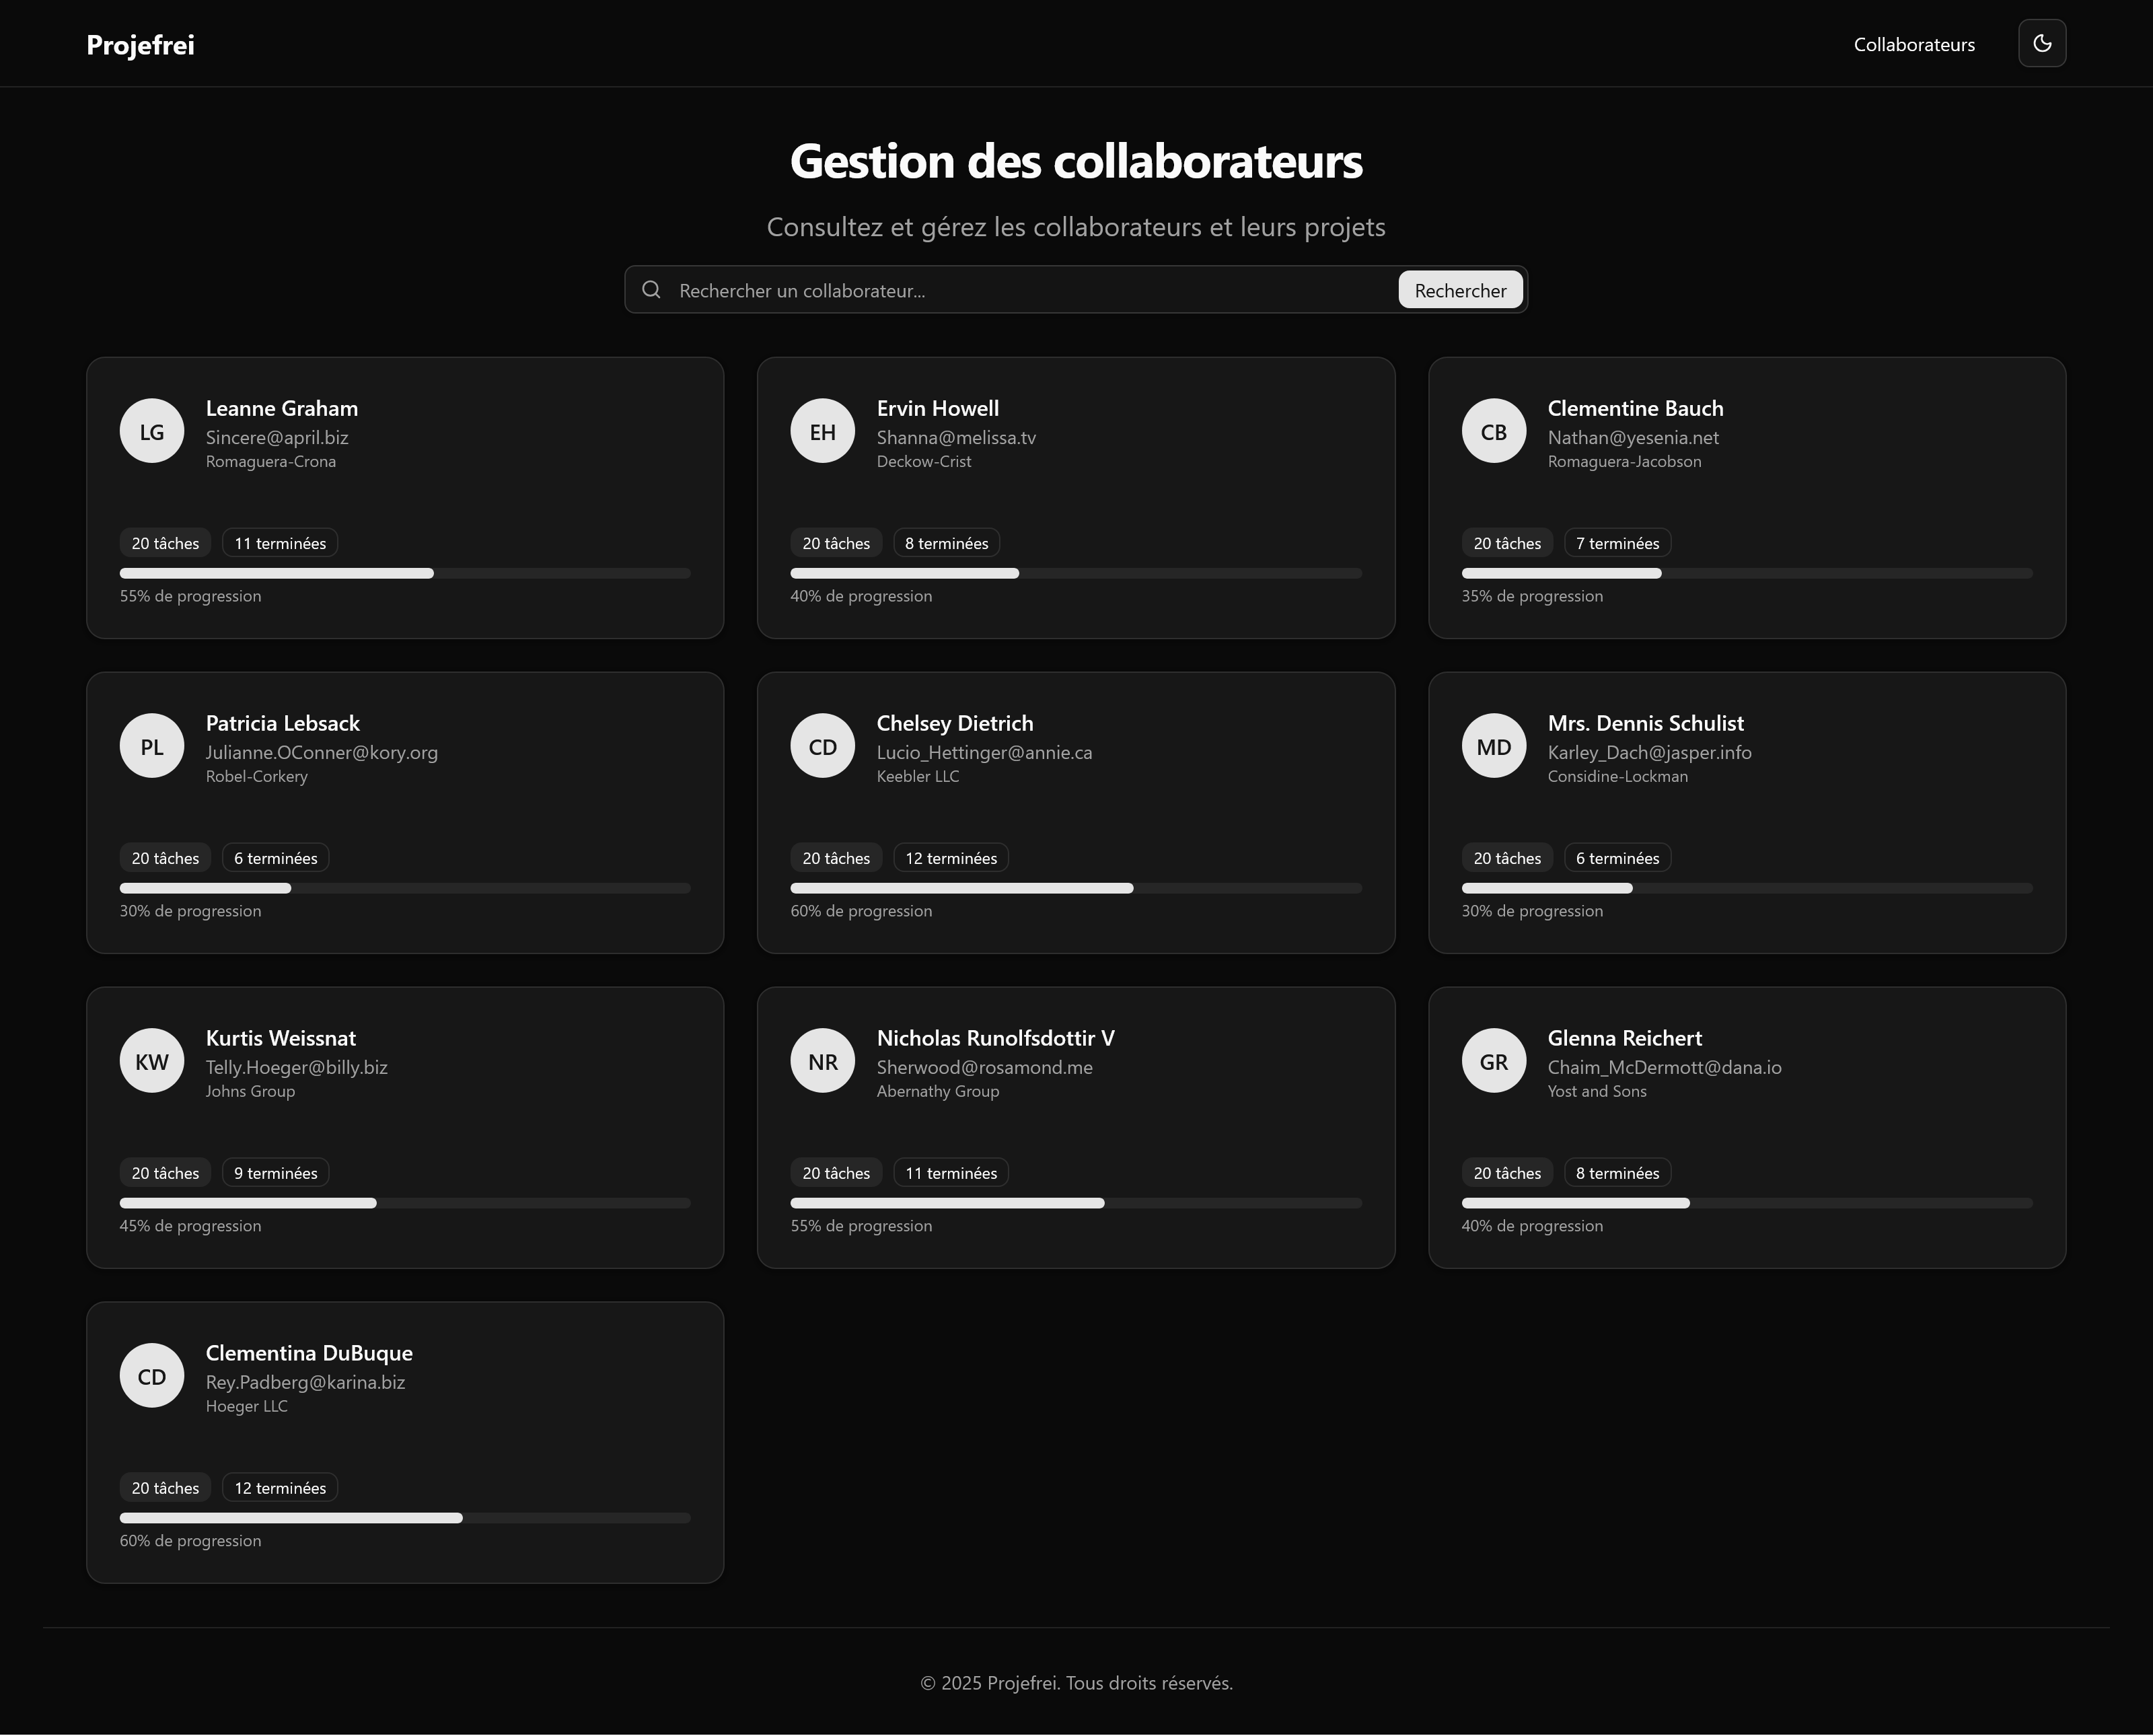 Projefrei
Collaborateurs
Gestion des collaborateurs
Consultez et gérez les collaborateurs et leurs projets
Rechercher un collaborateur...
Rechercher
LG
Leanne Graham
Sincere@april.biz
Romaguera-Crona
20 tâches
11 terminées
55% de progression
EH
Ervin Howell
Shanna@melissa.tv
Deckow-Crist
20 tâches
8 terminées
40% de progression
CB
Clementine Bauch
Nathan@yesenia.net
Romaguera-Jacobson
20 tâches
7 terminées
35% de progression
PL
Patricia Lebsack
Julianne.OConner@kory.org
Robel-Corkery
20 tâches
6 terminées
30% de progression
CD
Chelsey Dietrich
Lucio_Hettinger@annie.ca
Keebler LLC
20 tâches
12 terminées
60% de progression
MD
Mrs. Dennis Schulist
Karley_Dach@jasper.info
Considine-Lockman
20 tâches
6 terminées
30% de progression
KW
Kurtis Weissnat
Telly.Hoeger@billy.biz
Johns Group
20 tâches
9 terminées
45% de progression
NR
Nicholas Runolfsdottir V
Sherwood@rosamond.me
Abernathy Group
20 tâches
11 terminées
55% de progression
GR
Glenna Reichert
Chaim_McDermott@dana.io
Yost and Sons
20 tâches
8 terminées
40% de progression
CD
Clementina DuBuque
Rey.Padberg@karina.biz
Hoeger LLC
20 tâches
12 terminées
60% de progression
© 2025 Projefrei. Tous droits réservés.